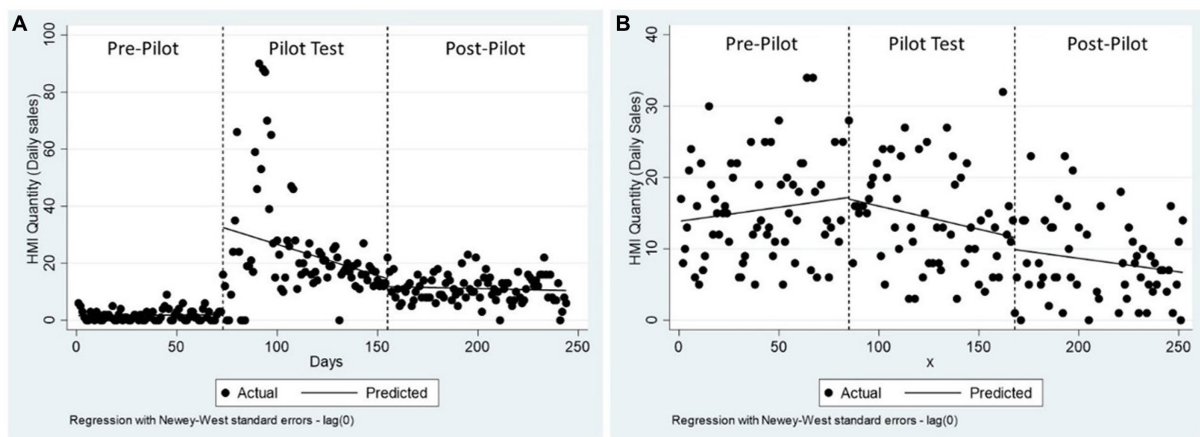 A
Pre-Pilot
Pilot Test
Post-Pilot
HMI Quantity (Daily sales)
100
80
60
40
20
0
0 50 100 150 200 250
Days
Actual Predicted
Regression with Newey-West standard errors - lag(0)
B
Pre-Pilot
Pilot Test
Post-Pilot
HMI Quantity (Daily Sales)
40
30
20
10
0
0 50 100 150 200 250
x
Actual Predicted
Regression with Newey-West standard errors - lag(0)